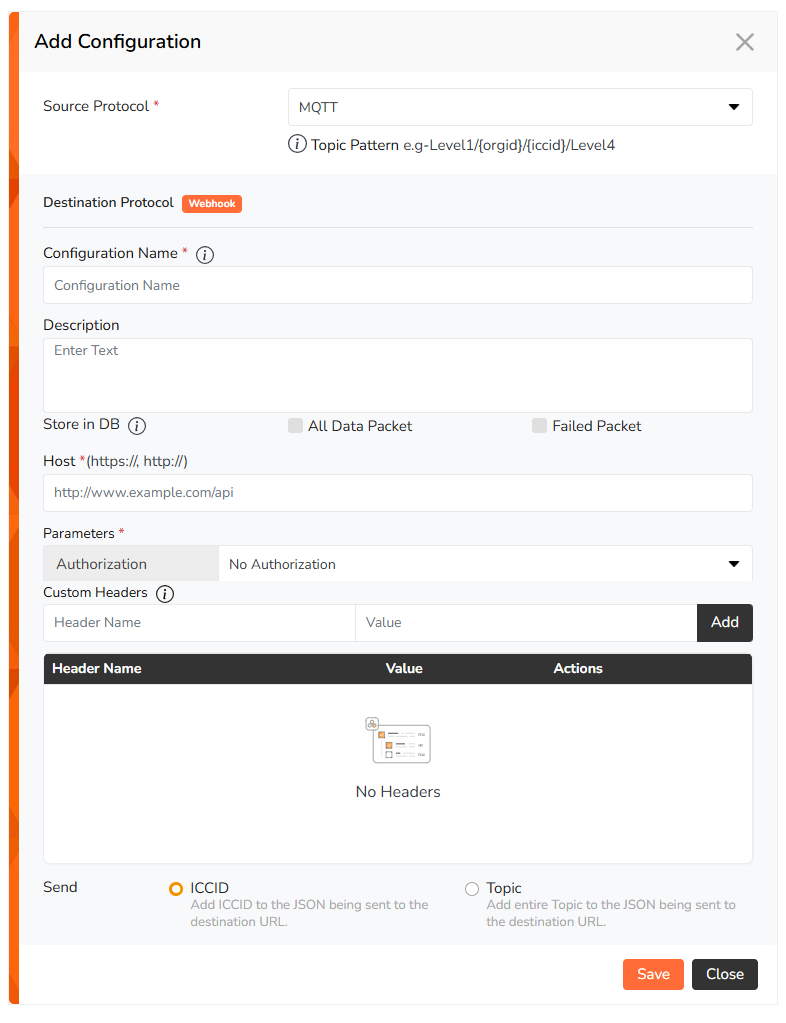 Add Configuration
Source Protocol *
MQTT
Topic Pattern e.g-Level1/{orgid}/{iccid}/Level4
Destination Protocol Webhook
Configuration Name *
Configuration Name
Description
Enter Text
Store in DB All Data Packet Failed Packet
Host *(https://, http://)
http://www.example.com/api
Parameters *
Authorization No Authorization
Custom Headers
Header Name Value Add
Header Name Value Actions
No Headers
Send ICCID Topic
Add ICCID to the JSON being sent to the Add entire Topic to the JSON being sent to
destination URL. the destination URL.
Save Close